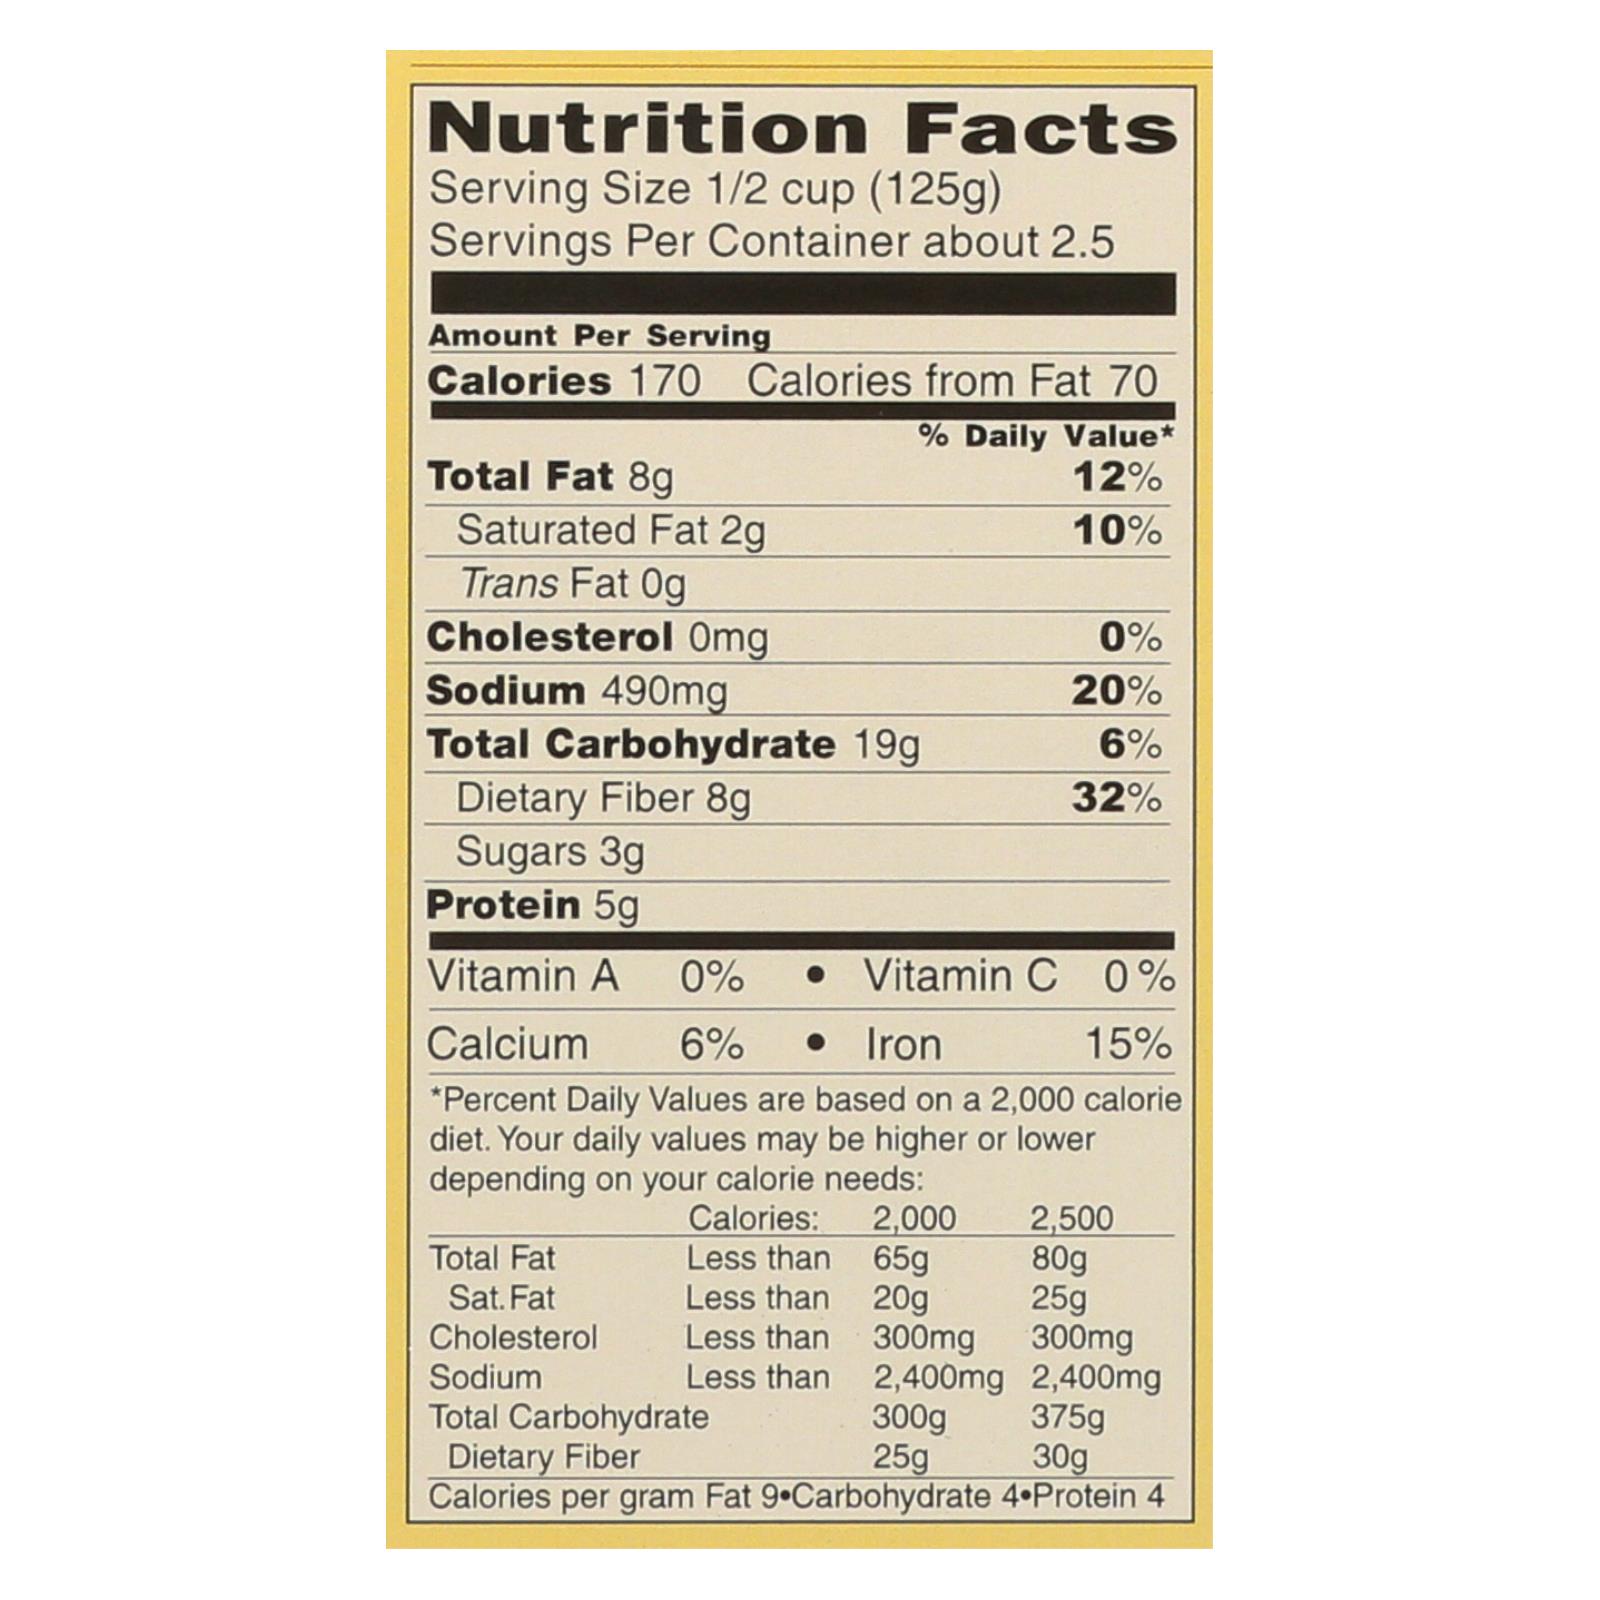 Nutrition Facts
Serving Size 1/2 cup (125g)
Servings Per Container about 2.5
Amount Per Serving
Calories 170 Calories from Fat 70
% Daily Value*
Total Fat 8g 12%
Saturated Fat 2g 10%
Trans Fat 0g
Cholesterol 0mg 0%
Sodium 490mg 20%
Total Carbohydrate 19g 6%
Dietary Fiber 8g 32%
Sugars 3g
Protein 5g
Vitamin A 0% • Vitamin C 0%
Calcium 6% • Iron 15%
*Percent Daily Values are based on a 2,000 calorie
diet. Your daily values may be higher or lower
depending on your calorie needs:
Calories: 2,000 2,500
Total Fat Less than 65g 80g
Sat. Fat Less than 20g 25g
Cholesterol Less than 300mg 300mg
Sodium Less than 2,400mg 2,400mg
Total Carbohydrate 300g 375g
Dietary Fiber 25g 30g
Calories per gram Fat 9•Carbohydrate 4•Protein 4